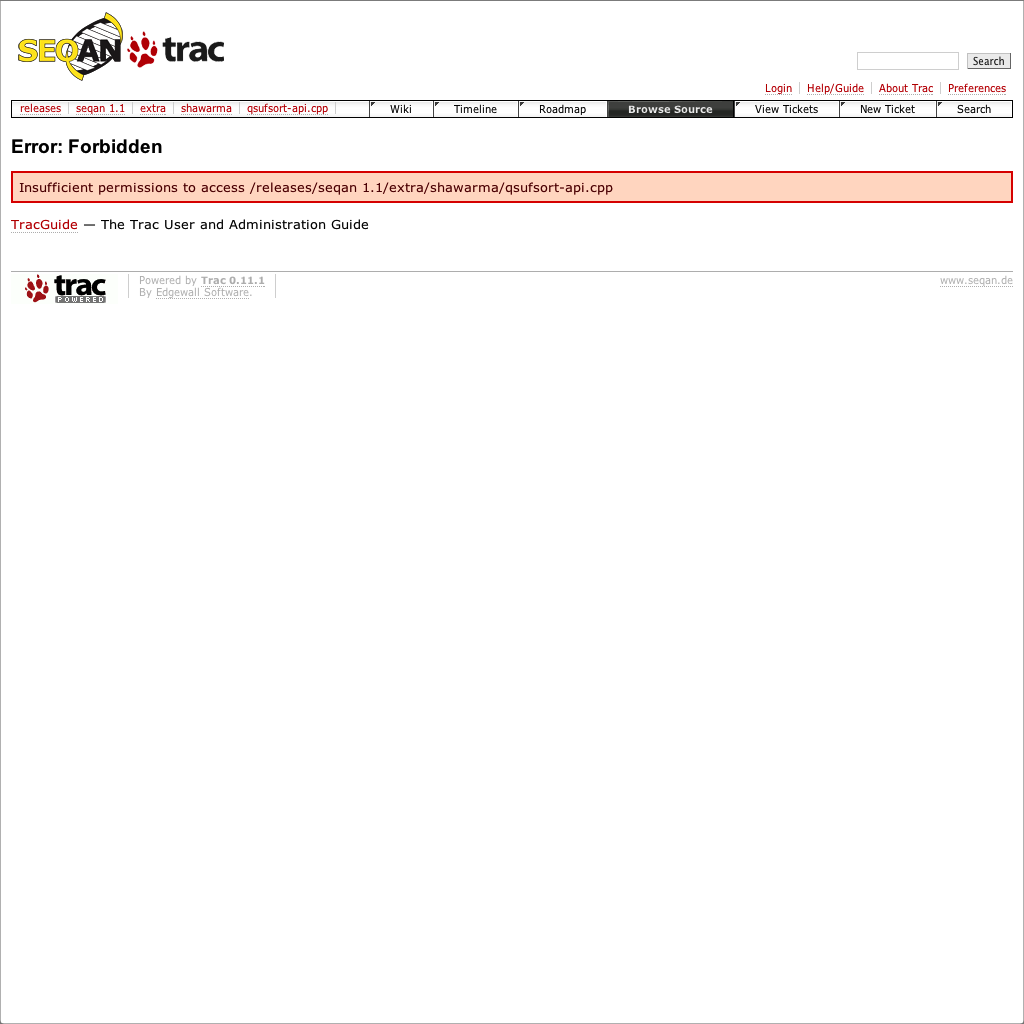 SEQAN trac
Search
Login Help/Guide About Trac Preferences
releases seqan 1.1 extra shawarma qsufsort-api.cpp Wiki Timeline Roadmap Browse Source View Tickets New Ticket Search
Error: Forbidden
Insufficient permissions to access /releases/seqan 1.1/extra/shawarma/qsufsort-api.cpp
TracGuide — The Trac User and Administration Guide
trac POWERED
Powered by Trac 0.11.1
By Edgewall Software.
www.seqan.de